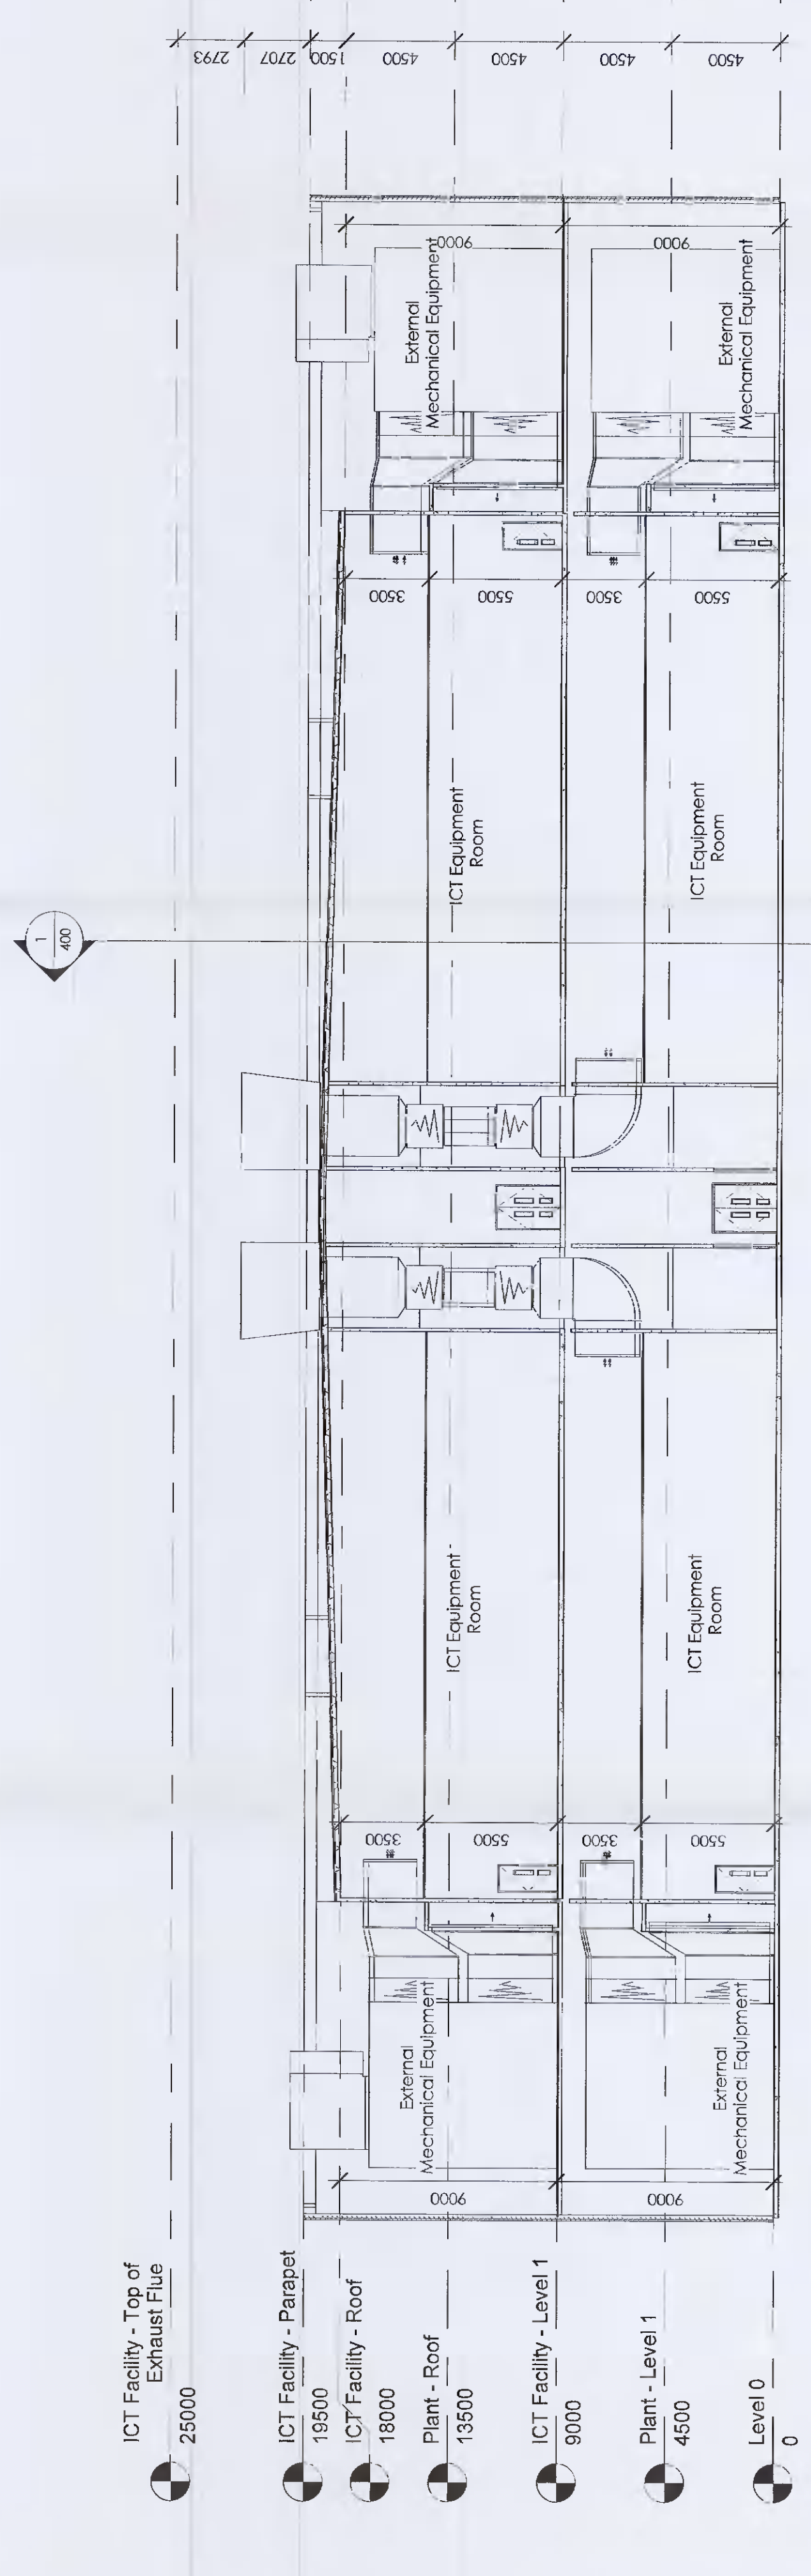 ICT Facility - Top of
Exhaust Flue
25000
ICT Facility - Parapet
19500
ICT Facility - Roof
18000
Plant - Roof
13500
ICT Facility - Level 1
9000
Plant - Level 1
4500
Level 0
0
9000
9000
External
Mechanical Equipment
External
Mechanical Equipment
3500
5500
3500
5500
ICT Equipment
Room
ICT Equipment
Room
1
400
ICT Equipment
Room
ICT Equipment
Room
3500
5500
3500
5500
External
Mechanical Equipment
External
Mechanical Equipment
9000
9000
2793
2707
1500
4500
4500
4500
4500